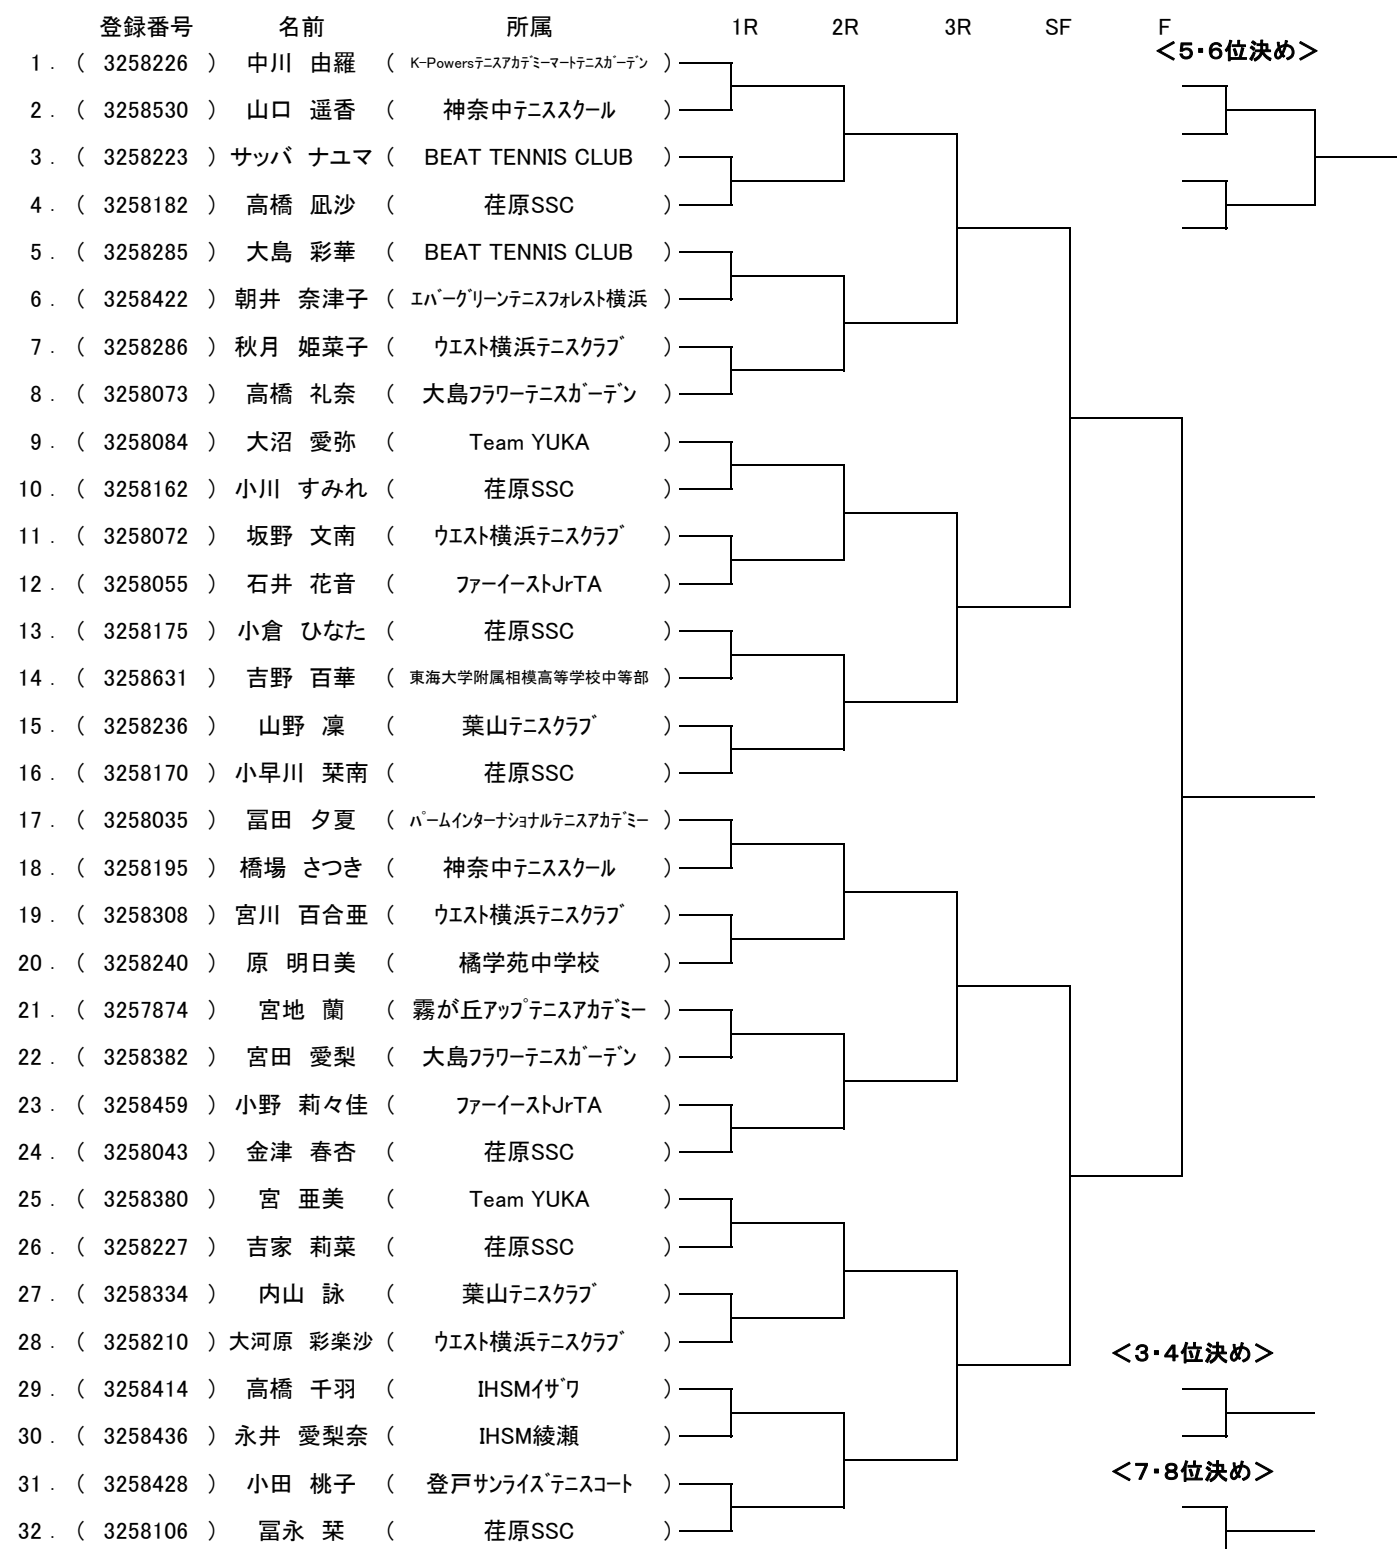 登録番号 名前 所属 1R 2R 3R SF F
＜5・6位決め＞
1 . ( 3258226 ) 中川 由羅 ( K-Powersﾃﾆｽｱｶﾃﾞﾐｰマートﾃﾆｽｶﾞｰﾃﾞﾝ )
2 . ( 3258530 ) 山口 遥香 ( 神奈中ﾃﾆｽｽｸｰﾙ )
3 . ( 3258223 ) サッバ ナユマ ( BEAT TENNIS CLUB )
4 . ( 3258182 ) 高橋 凪沙 ( 荏原SSC )
5 . ( 3258285 ) 大島 彩華 ( BEAT TENNIS CLUB )
6 . ( 3258422 ) 朝井 奈津子 ( ｴﾊﾞｰｸﾞﾘｰﾝﾃﾆｽﾌｫﾚｽﾄ横浜 )
7 . ( 3258286 ) 秋月 姫菜子 ( ｳｴｽﾄ横浜ﾃﾆｽｸﾗﾌﾞ )
8 . ( 3258073 ) 高橋 礼奈 ( 大島ﾌﾗﾜｰﾃﾆｽｶﾞｰﾃﾞﾝ )
9 . ( 3258084 ) 大沼 愛弥 ( Team YUKA )
10 . ( 3258162 ) 小川 すみれ ( 荏原SSC )
11 . ( 3258072 ) 坂野 文南 ( ｳｴｽﾄ横浜ﾃﾆｽｸﾗﾌﾞ )
12 . ( 3258055 ) 石井 花音 ( ﾌｧｰｲｰｽﾄJrTA )
13 . ( 3258175 ) 小倉 ひなた ( 荏原SSC )
14 . ( 3258631 ) 吉野 百華 ( 東海大学附属相模高等学校中等部 )
15 . ( 3258236 ) 山野 凜 ( 葉山ﾃﾆｽｸﾗﾌﾞ )
16 . ( 3258170 ) 小早川 栞南 ( 荏原SSC )
17 . ( 3258035 ) 冨田 夕夏 ( ﾊﾟｰﾑｲﾝﾀｰﾅｼｮﾅﾙﾃﾆｽｱｶﾃﾞﾐｰ )
18 . ( 3258195 ) 橋場 さつき ( 神奈中ﾃﾆｽｽｸｰﾙ )
19 . ( 3258308 ) 宮川 百合亜 ( ｳｴｽﾄ横浜ﾃﾆｽｸﾗﾌﾞ )
20 . ( 3258240 ) 原 明日美 ( 橘学苑中学校 )
21 . ( 3257874 ) 宮地 蘭 ( 霧が丘ｱｯﾌﾟﾃﾆｽｱｶﾃﾞﾐｰ )
22 . ( 3258382 ) 宮田 愛梨 ( 大島ﾌﾗﾜｰﾃﾆｽｶﾞｰﾃﾞﾝ )
23 . ( 3258459 ) 小野 莉々佳 ( ﾌｧｰｲｰｽﾄJrTA )
24 . ( 3258043 ) 金津 春杏 ( 荏原SSC )
25 . ( 3258380 ) 宮 亜美 ( Team YUKA )
26 . ( 3258227 ) 吉家 莉菜 ( 荏原SSC )
27 . ( 3258334 ) 内山 詠 ( 葉山ﾃﾆｽｸﾗﾌﾞ )
28 . ( 3258210 ) 大河原 彩楽沙 ( ｳｴｽﾄ横浜ﾃﾆｽｸﾗﾌﾞ )
＜3・4位決め＞
29 . ( 3258414 ) 高橋 千羽 ( IHSMｲｻﾞﾜ )
30 . ( 3258436 ) 永井 愛梨奈 ( IHSM綾瀬 )
＜7・8位決め＞
31 . ( 3258428 ) 小田 桃子 ( 登戸ｻﾝﾗｲｽﾞﾃﾆｽｺｰﾄ )
32 . ( 3258106 ) 冨永 栞 ( 荏原SSC )